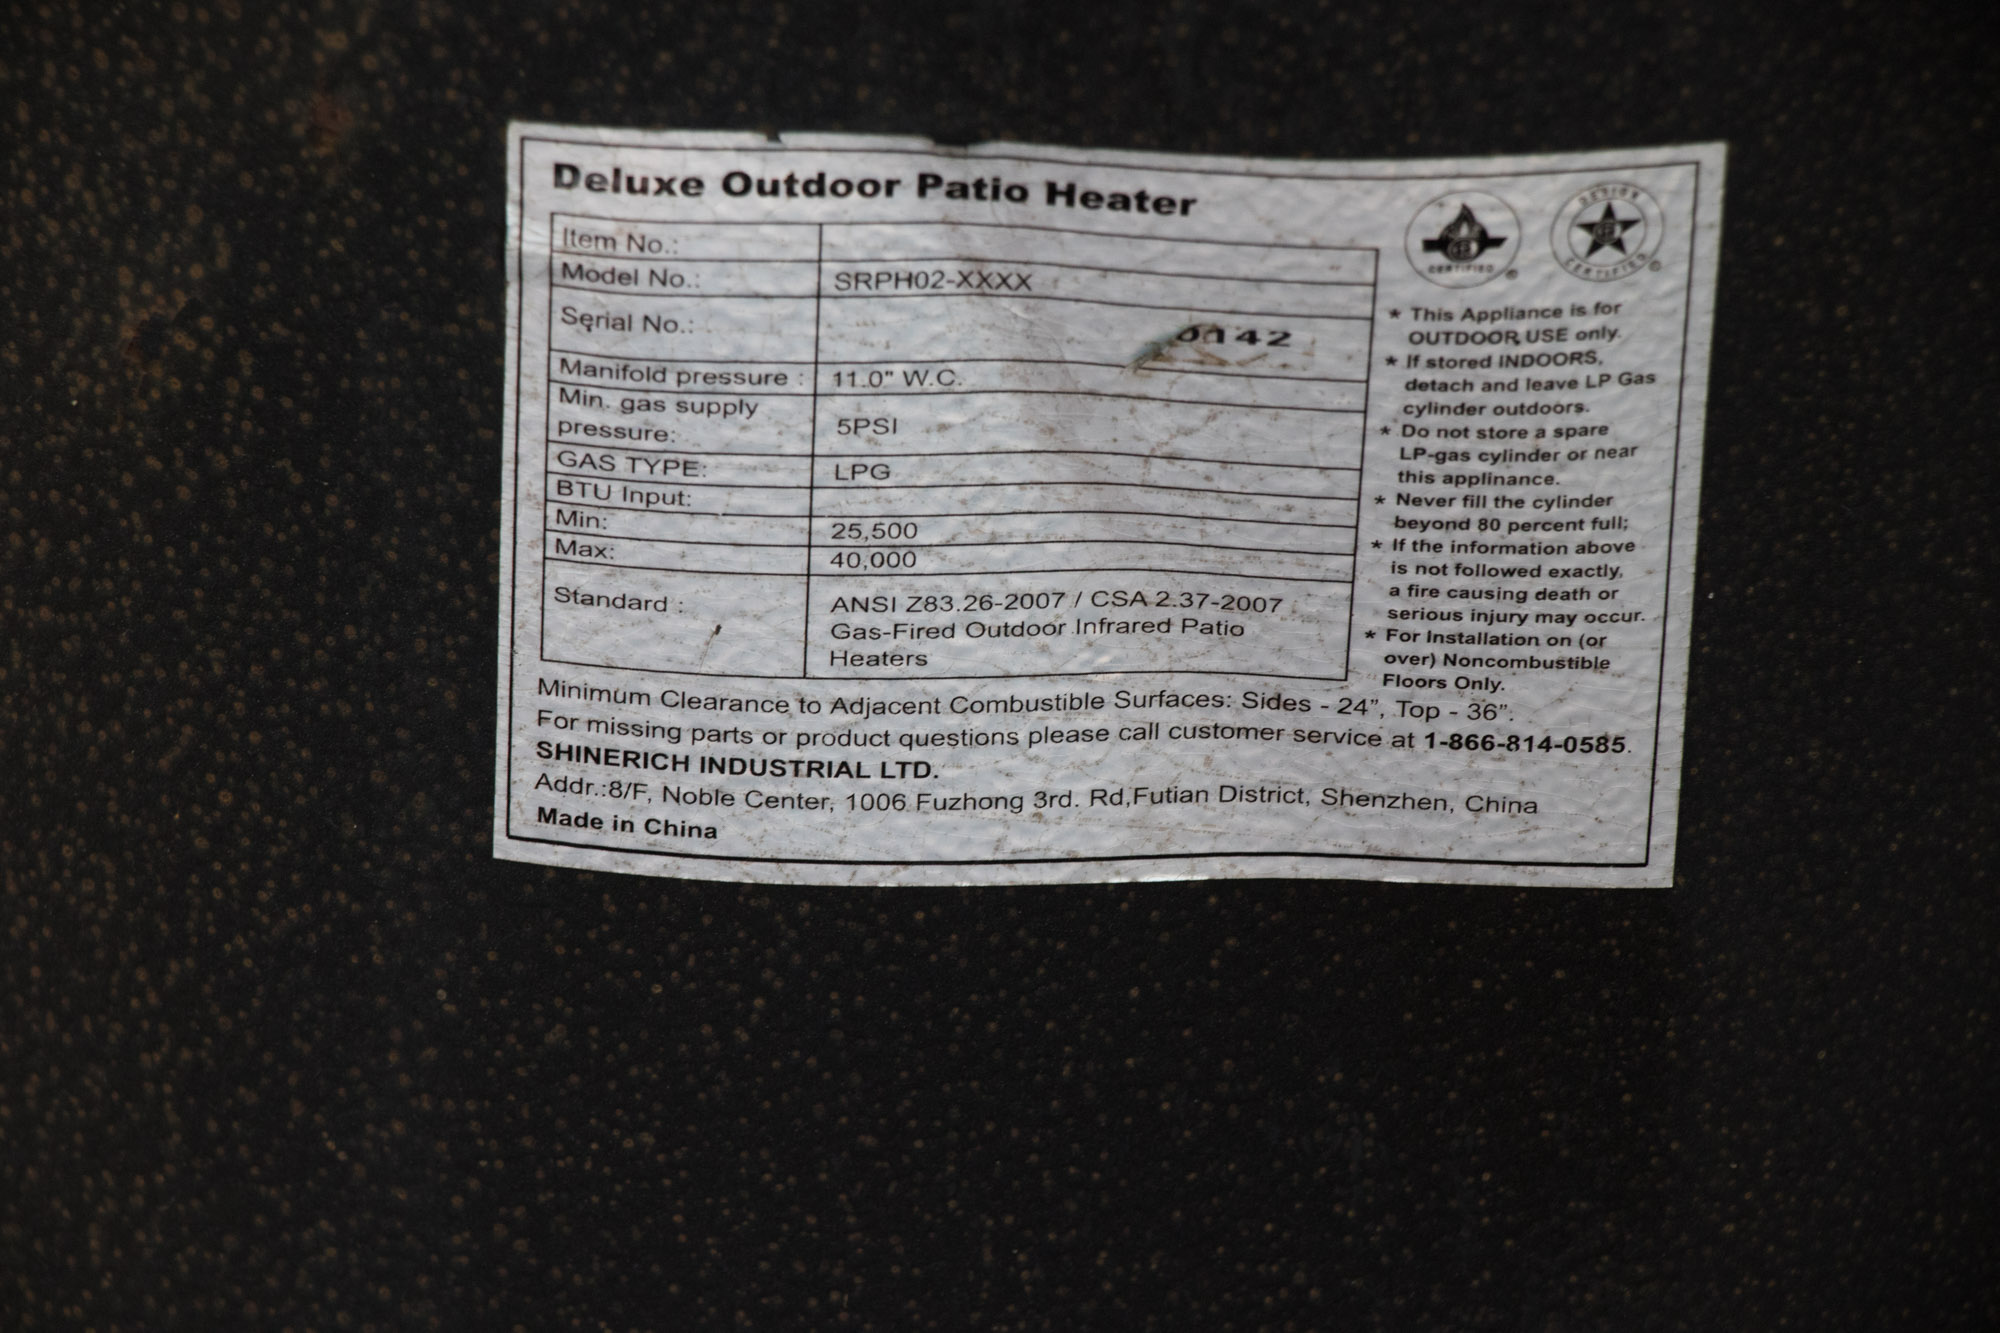 Deluxe Outdoor Patio Heater
Item No.:
Model No.: SRPH02-XXXX
Serial No.: 0142
Manifold pressure : 11.0" W.C.
Min. gas supply
pressure: 5PSI
GAS TYPE: LPG
BTU Input:
Min: 25,500
Max: 40,000
Standard : ANSI Z83.26-2007 / CSA 2.37-2007
Gas-Fired Outdoor Infrared Patio
Heaters
CERTIFIED ®
DESIGN CERTIFIED ®
* This Appliance is for
OUTDOOR USE only.
* If stored INDOORS,
detach and leave LP Gas
cylinder outdoors.
* Do not store a spare
LP-gas cylinder or near
this applinance.
* Never fill the cylinder
beyond 80 percent full;
* If the information above
is not followed exactly,
a fire causing death or
serious injury may occur.
* For Installation on (or
over) Noncombustible
Floors Only.
Minimum Clearance to Adjacent Combustible Surfaces: Sides - 24”, Top - 36”.
For missing parts or product questions please call customer service at 1-866-814-0585.
SHINERICH INDUSTRIAL LTD.
Addr.:8/F, Noble Center, 1006 Fuzhong 3rd. Rd,Futian District, Shenzhen, China
Made in China